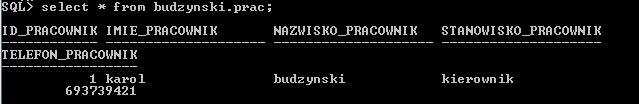 SQL> select * from budzynski.prac;
ID_PRACOWNIK IMIE_PRACOWNIK NAZWISKO_PRACOWNIK STANOWISKO_PRACOWNIK
------------ -------------------- -------------------- --------------------
TELEFON_PRACOWNIK
-----------------
1 karol budzynski kierownik
693739421